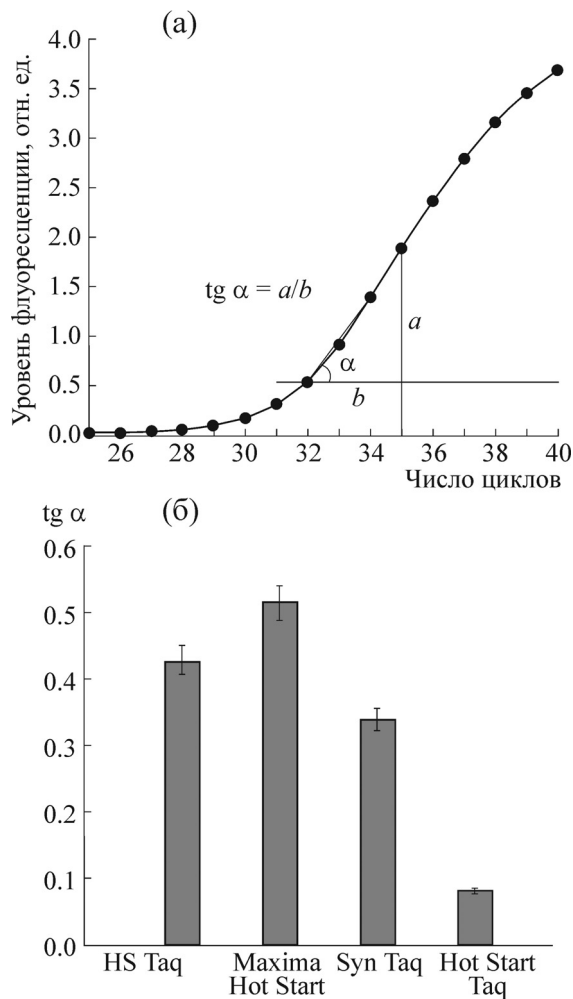 (а)
Уровень флуоресценции, отн. ед.
4.0
3.5
3.0
2.5
2.0
1.5
1.0
0.5
0.0
tg α = a/b
a
α
b
26 28 30 32 34 36 38 40
Число циклов
(б)
tg α
0.6
0.5
0.4
0.3
0.2
0.1
0.0
HS Taq
Maxima
Hot Start
Syn Taq
Hot Start
Taq